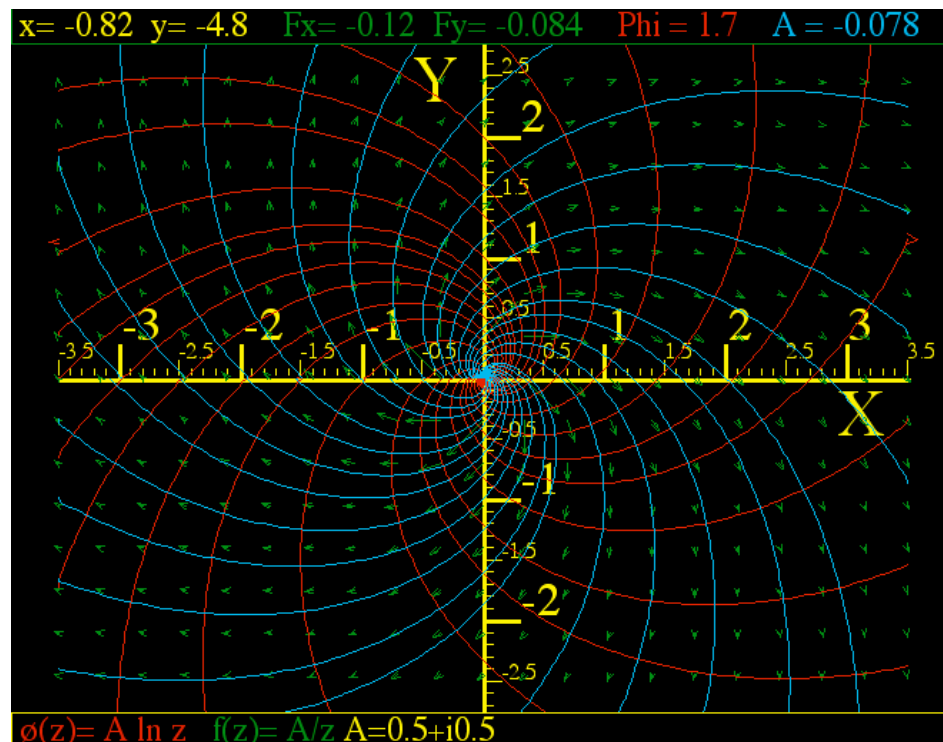 x= -0.82 y= -4.8 Fx= -0.12 Fy= -0.084 Phi = 1.7 A = -0.078
Y
2.5
2
1.5
1
0.5
-3 -2 -1 1 2 3
-3.5 -2.5 -1.5 -0.5 0.5 1.5 2.5 3.5
X
-0.5
-1
-1.5
-2
-2.5
ø(z)= A ln z f(z)= A/z A=0.5+i0.5